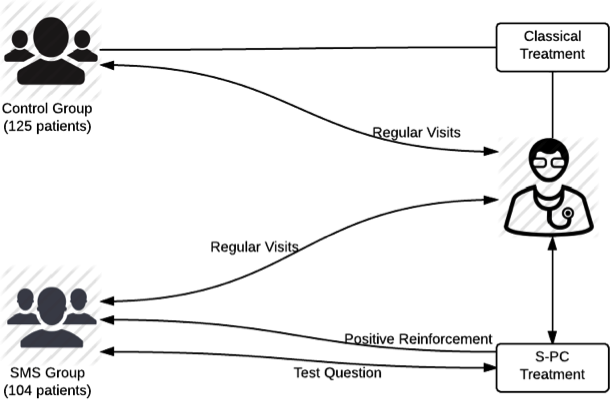 Classical
Treatment
Control Group
(125 patients)
Regular Visits
Regular Visits
Positive Reinforcement
SMS Group
(104 patients)
Test Question
S-PC
Treatment